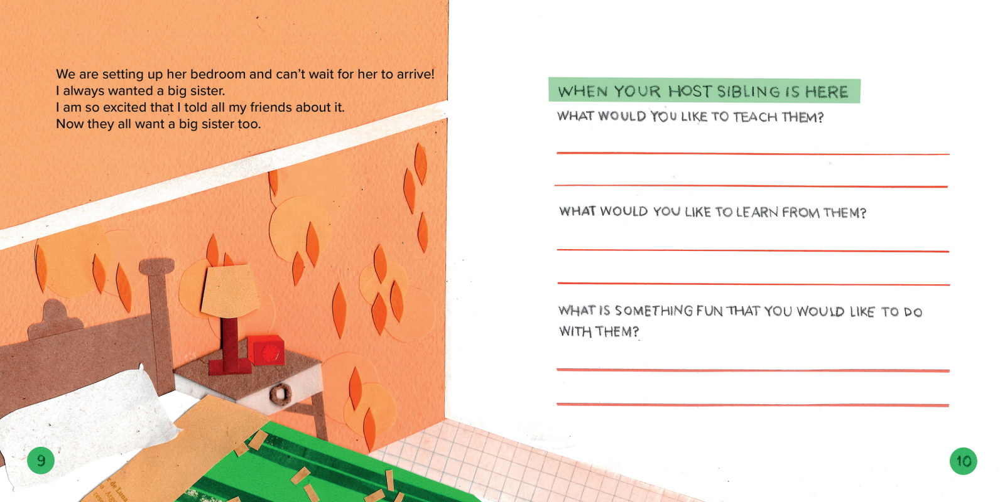 We are setting up her bedroom and can't wait for her to arrive!
I always wanted a big sister.
I am so excited that I told all my friends about it.
Now they all want a big sister too.
de Luna
9
WHEN YOUR HOST SIBLING IS HERE
WHAT WOULD YOU LIKE TO TEACH THEM?
WHAT WOULD YOU LIKE TO LEARN FROM THEM?
WHAT IS SOMETHING FUN THAT YOU WOULD LIKE TO DO
WITH THEM?
10